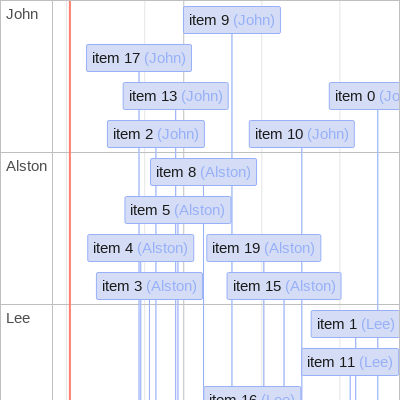 John
item 9 (John)
item 17 (John)
item 13 (John)
item 0 (Jo
item 2 (John)
item 10 (John)
Alston
item 8 (Alston)
item 5 (Alston)
item 4 (Alston)
item 19 (Alston)
item 3 (Alston)
item 15 (Alston)
Lee
item 1 (Lee)
item 11 (Lee)
item 16 (Lee)